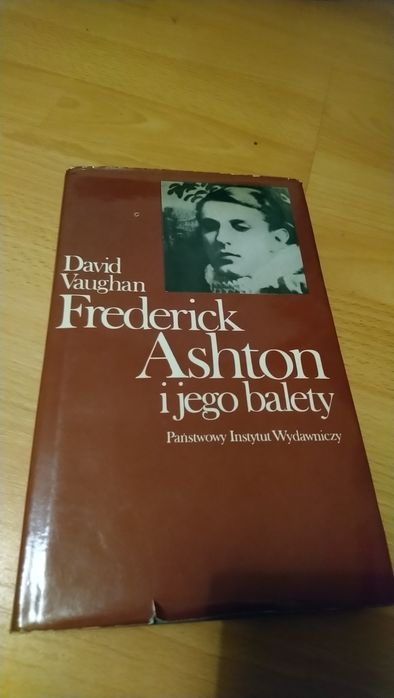 David
Vaughan
Frederick
Ashton
i jego balety
Państwowy Instytut Wydawniczy